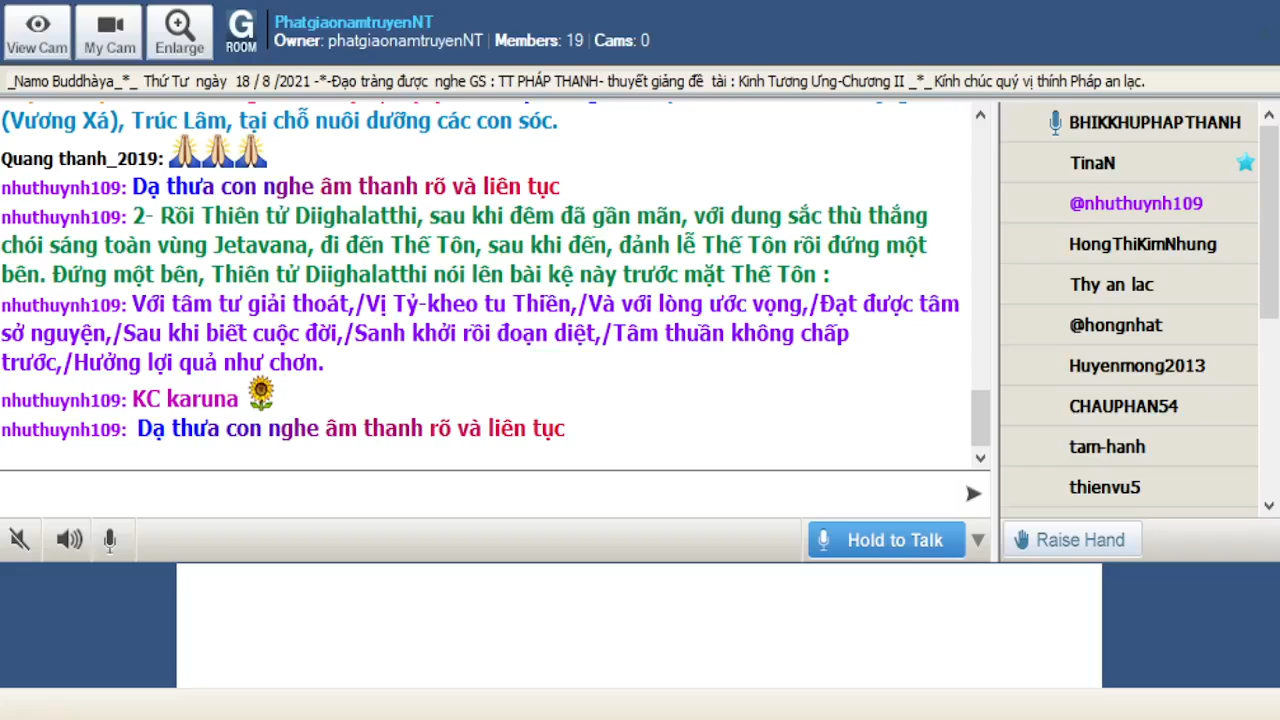 View Cam
My Cam
Enlarge
G
ROOM
PhatgiaonamtruyenNT
Owner: phatgiaonamtruyenNT | Members: 19 | Cams: 0
_Namo Buddhàya_*_ Thứ Tư ngày 18 / 8 /2021 -*-Đạo tràng được nghe GS : TT PHÁP THANH- thuyết giảng đề tài : Kinh Tương Ưng-Chương II _*_ Kính chúc quý vị thính Pháp an lạc.
(Vương Xá), Trúc Lâm, tại chỗ nuôi dưỡng các con sóc.
Quang thanh_2019:
nhuthuynh109: Dạ thưa con nghe âm thanh rõ và liên tục
nhuthuynh109: 2- Rồi Thiên tử Diighalatthi, sau khi đêm đã gần mãn, với dung sắc thù thắng
chói sáng toàn vùng Jetavana, đi đến Thế Tôn, sau khi đến, đảnh lễ Thế Tôn rồi đứng một
bên. Đứng một bên, Thiên tử Diighalatthi nói lên bài kệ này trước mặt Thế Tôn :
nhuthuynh109: Với tâm tư giải thoát,/Vị Tỷ-kheo tu Thiền,/Và với lòng ước vọng,/Đạt được tâm
sở nguyện,/Sau khi biết cuộc đời,/Sanh khởi rồi đoạn diệt,/Tâm thuần không chấp
trước,/Hưởng lợi quả như chơn.
nhuthuynh109: KC karuna
nhuthuynh109: Dạ thưa con nghe âm thanh rõ và liên tục
Hold to Talk
BHIKKHUPHAPTHANH
TinaN
@nhuthuynh109
HongThiKimNhung
Thy an lac
@hongnhat
Huyenmong2013
CHAUPHAN54
tam-hanh
thienvu5
Raise Hand